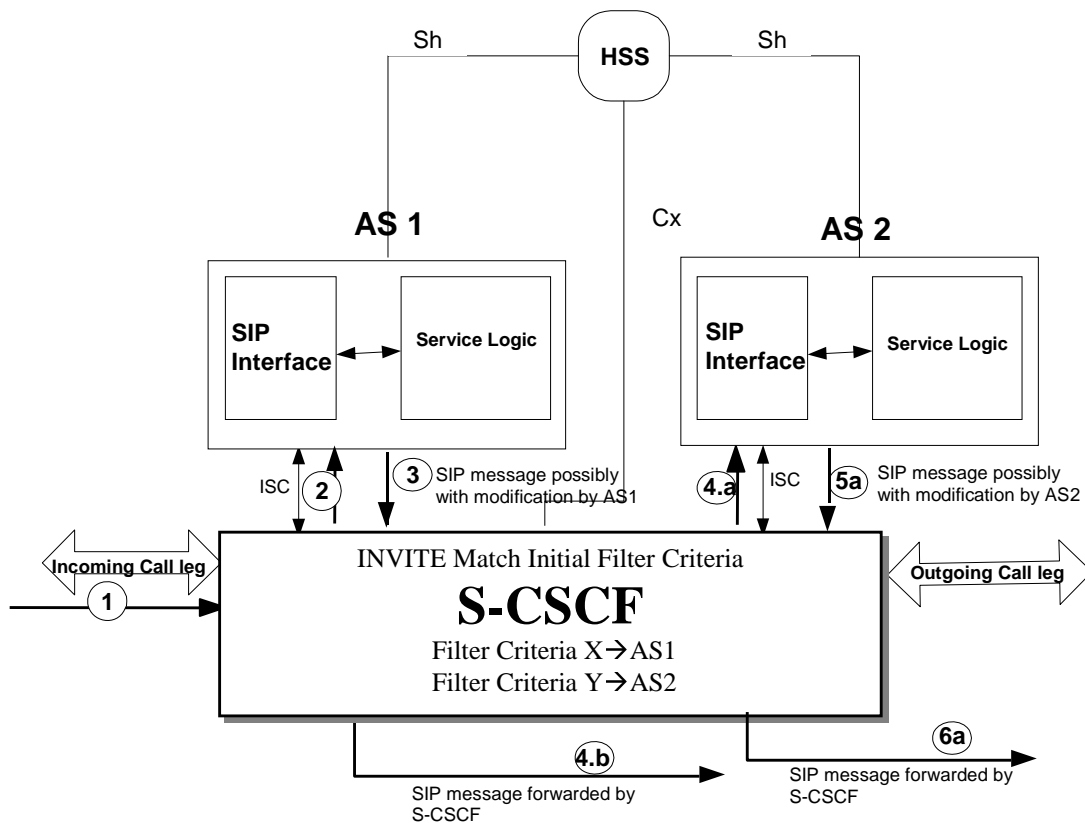 Sh
HSS
Sh
Cx
AS 1
AS 2
SIP
Interface
Service Logic
SIP
Interface
Service Logic
ISC
2
3
SIP message possibly
with modification by AS1
4.a
ISC
5a
SIP message possibly
with modification by AS2
Incoming Call leg
1
INVITE Match Initial Filter Criteria
S-CSCF
Filter Criteria X→AS1
Filter Criteria Y→AS2
Outgoing Call leg
4.b
SIP message forwarded by
S-CSCF
6a
SIP message forwarded by
S-CSCF